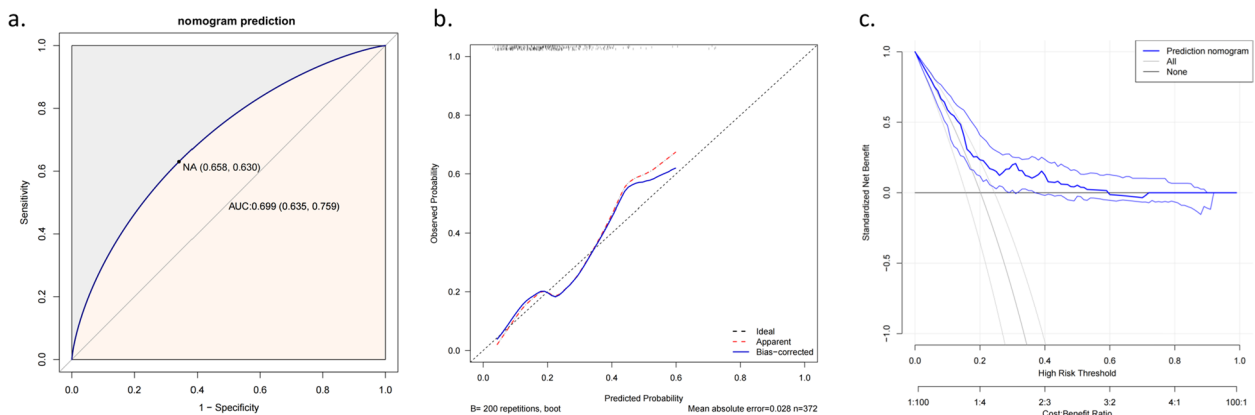 a.
nomogram prediction
1.0
0.8
0.6
0.4
0.2
0.0
Sensitivity
NA (0.658, 0.630)
AUC:0.699 (0.635, 0.759)
0.0 0.2 0.4 0.6 0.8 1.0
1 − Specificity
b.
1.0
0.8
0.6
0.4
0.2
0.0
Observed Probability
Ideal
Apparent
Bias−corrected
0.0 0.2 0.4 0.6 0.8 1.0
Predicted Probability
B= 200 repetitions, boot
Mean absolute error=0.028 n=372
c.
Prediction nomogram
All
None
1.0
0.5
0.0
−0.5
−1.0
Standardized Net Benefit
0.0 0.2 0.4 0.6 0.8 1.0
High Risk Threshold
1:100 1:4 2:3 3:2 4:1 100:1
Cost:Benefit Ratio